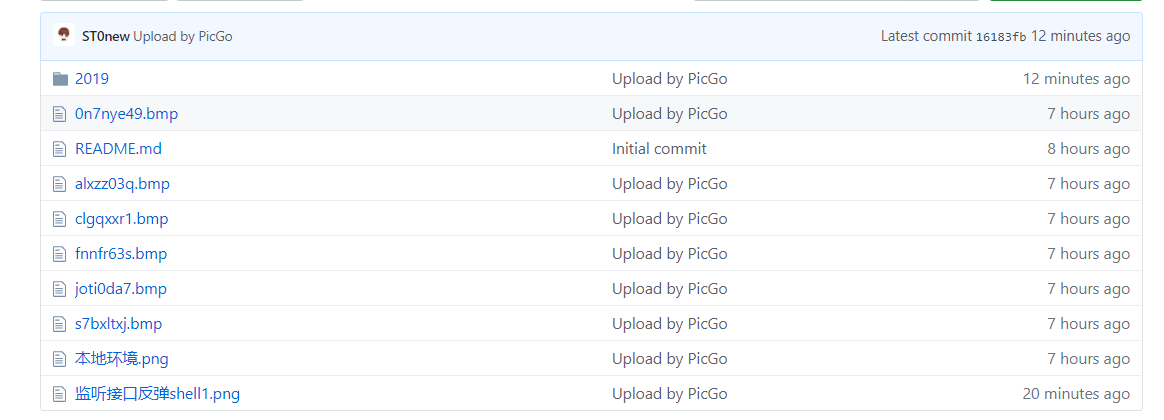 ST0new Upload by PicGo Latest commit 16183fb 12 minutes ago
2019 Upload by PicGo 12 minutes ago
0n7nye49.bmp Upload by PicGo 7 hours ago
README.md Initial commit 8 hours ago
alxzz03q.bmp Upload by PicGo 7 hours ago
clgqxxr1.bmp Upload by PicGo 7 hours ago
fnnfr63s.bmp Upload by PicGo 7 hours ago
joti0da7.bmp Upload by PicGo 7 hours ago
s7bxltxj.bmp Upload by PicGo 7 hours ago
本地环境.png Upload by PicGo 7 hours ago
监听接口反弹shell1.png Upload by PicGo 20 minutes ago